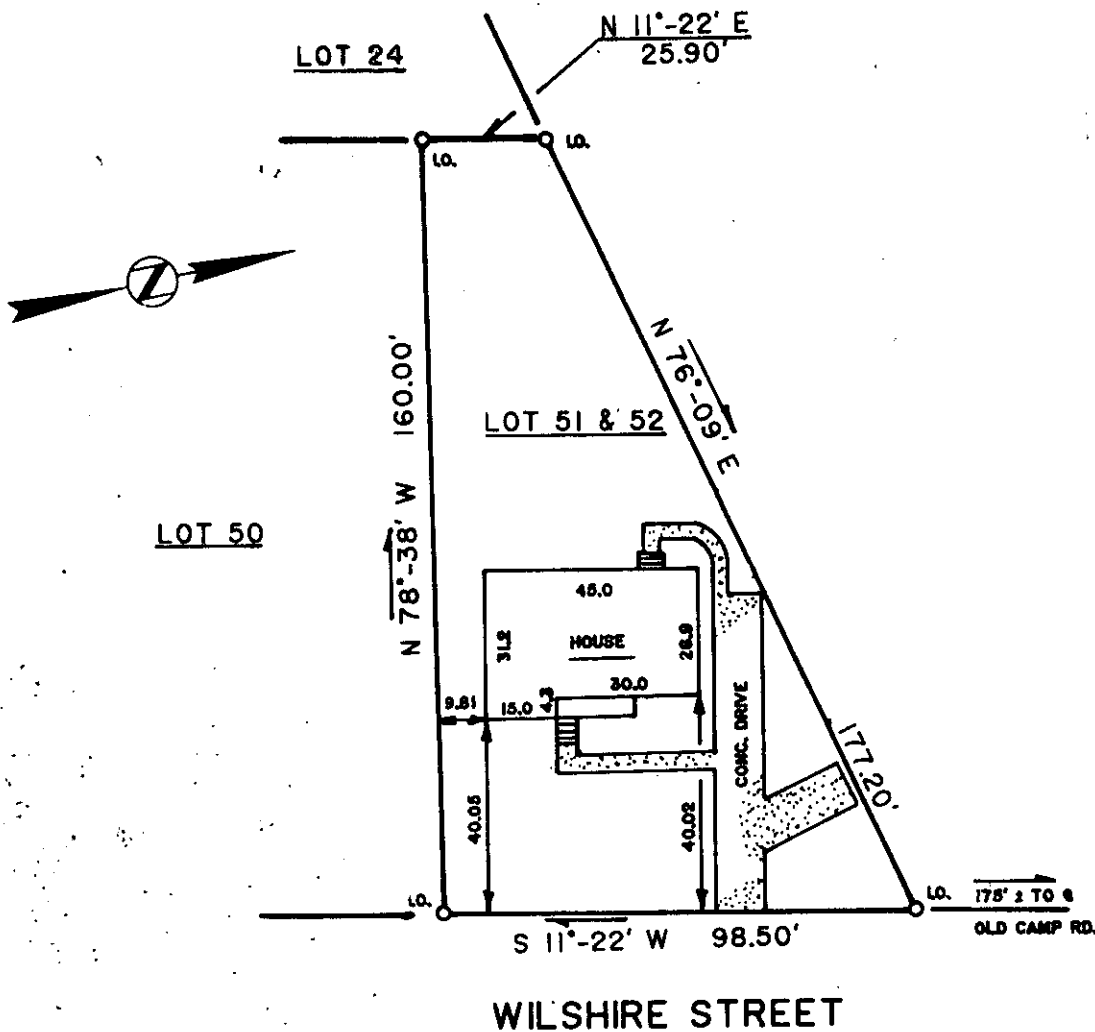 N 11°-22' E
25.90'
LOT 24
I.O.
I.O.
N
N 78°-38' W 160.00'
N 76°-09' E
LOT 51 & 52
LOT 50
45.0
31.2
HOUSE
26.9
30.0
4.3
9.81
15.0
CONC. DRIVE
177.20'
40.05
40.02
I.O.
I.O.
175' ± TO ℄
OLD CAMP RD.
S 11°-22' W 98.50'
WILSHIRE STREET